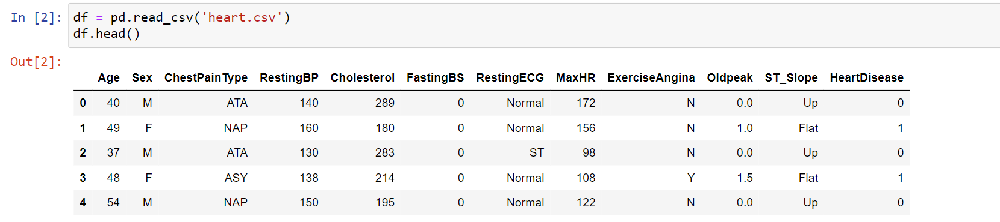 In [2]: df = pd.read_csv('heart.csv')
df.head()
Out[2]:
Age Sex ChestPainType RestingBP Cholesterol FastingBS RestingECG MaxHR ExerciseAngina Oldpeak ST_Slope HeartDisease
0 40 M ATA 140 289 0 Normal 172 N 0.0 Up 0
1 49 F NAP 160 180 0 Normal 156 N 1.0 Flat 1
2 37 M ATA 130 283 0 ST 98 N 0.0 Up 0
3 48 F ASY 138 214 0 Normal 108 Y 1.5 Flat 1
4 54 M NAP 150 195 0 Normal 122 N 0.0 Up 0